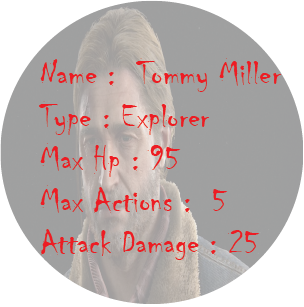 Name :  Tommy Miller
Type : Explorer
Max Hp : 95
Max Actions :  5
Attack Damage : 25